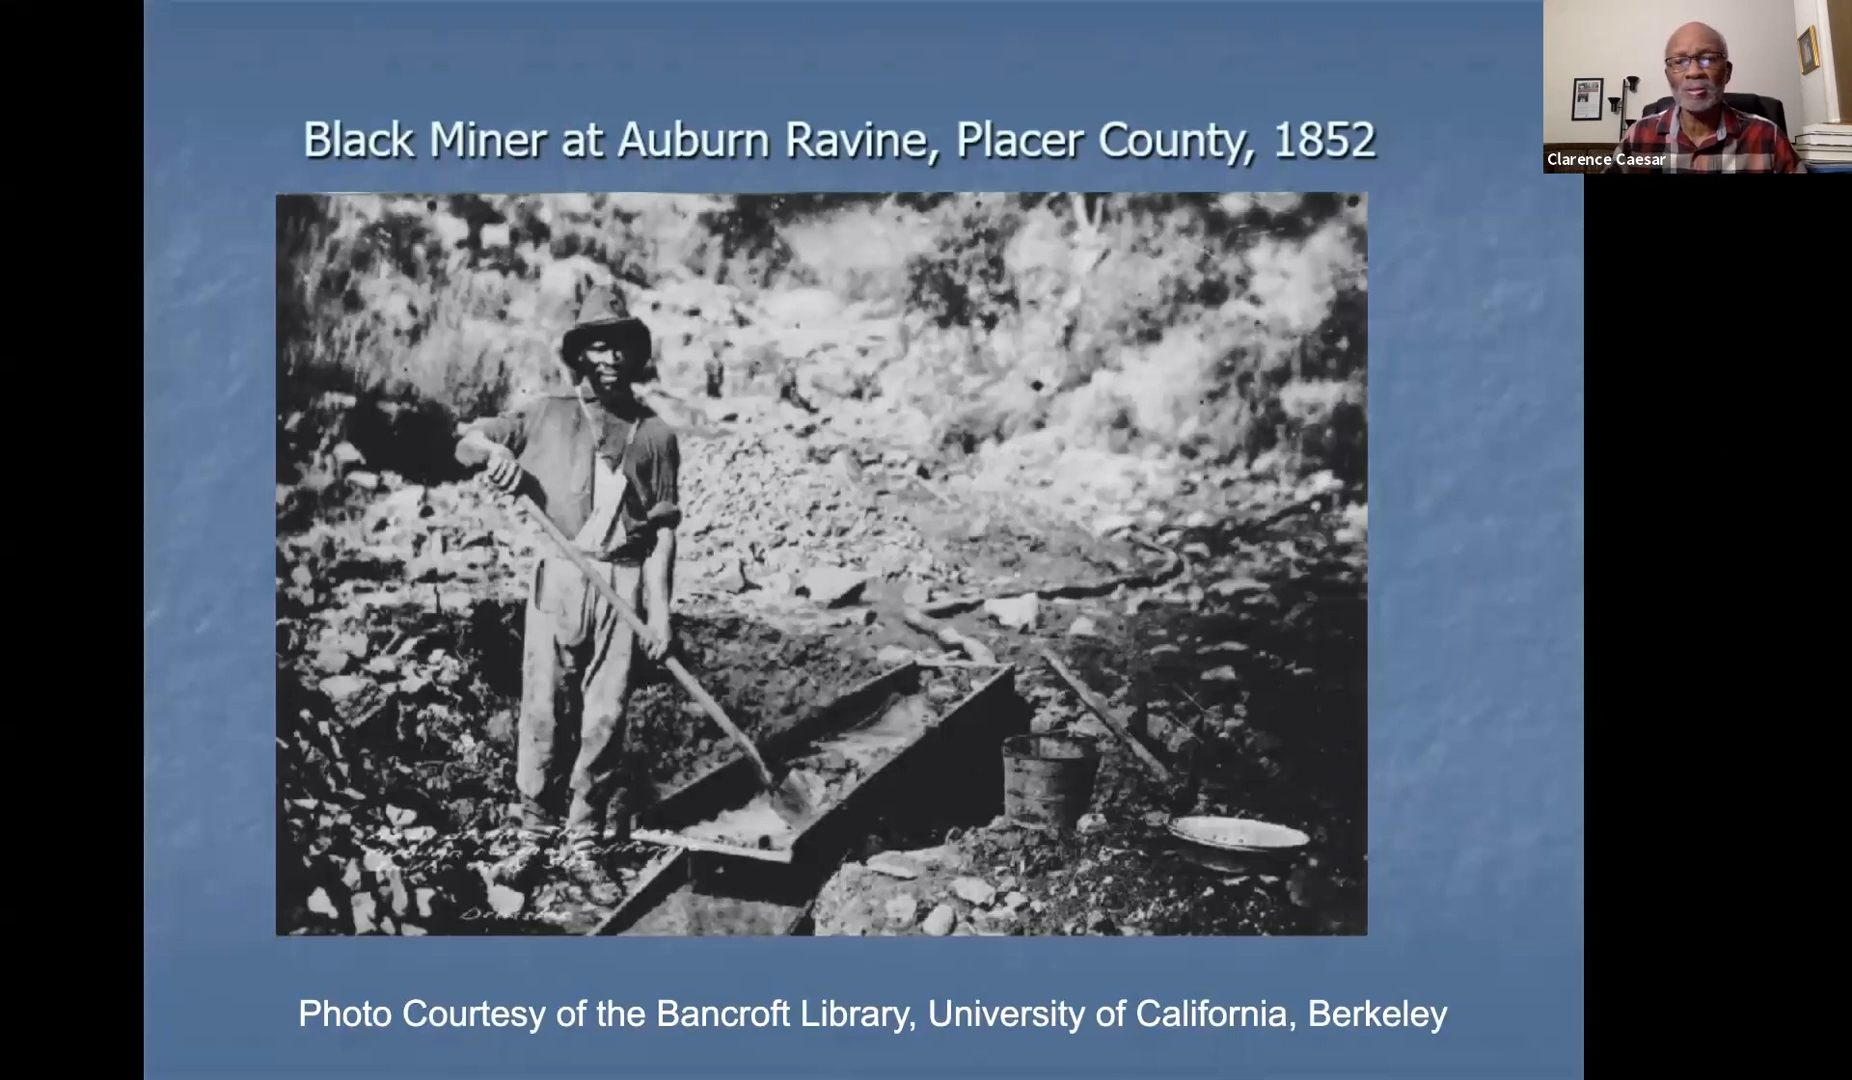 Black Miner at Auburn Ravine, Placer County, 1852
Clarence Caesar
Photo Courtesy of the Bancroft Library, University of California, Berkeley